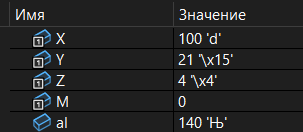 Имя Значение
X 100 'd'
Y 21 '\x15'
Z 4 '\x4'
M 0
al 140 'Њ'